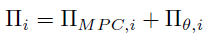 Π_i = Π_{MPC,i} + Π_{θ,i}